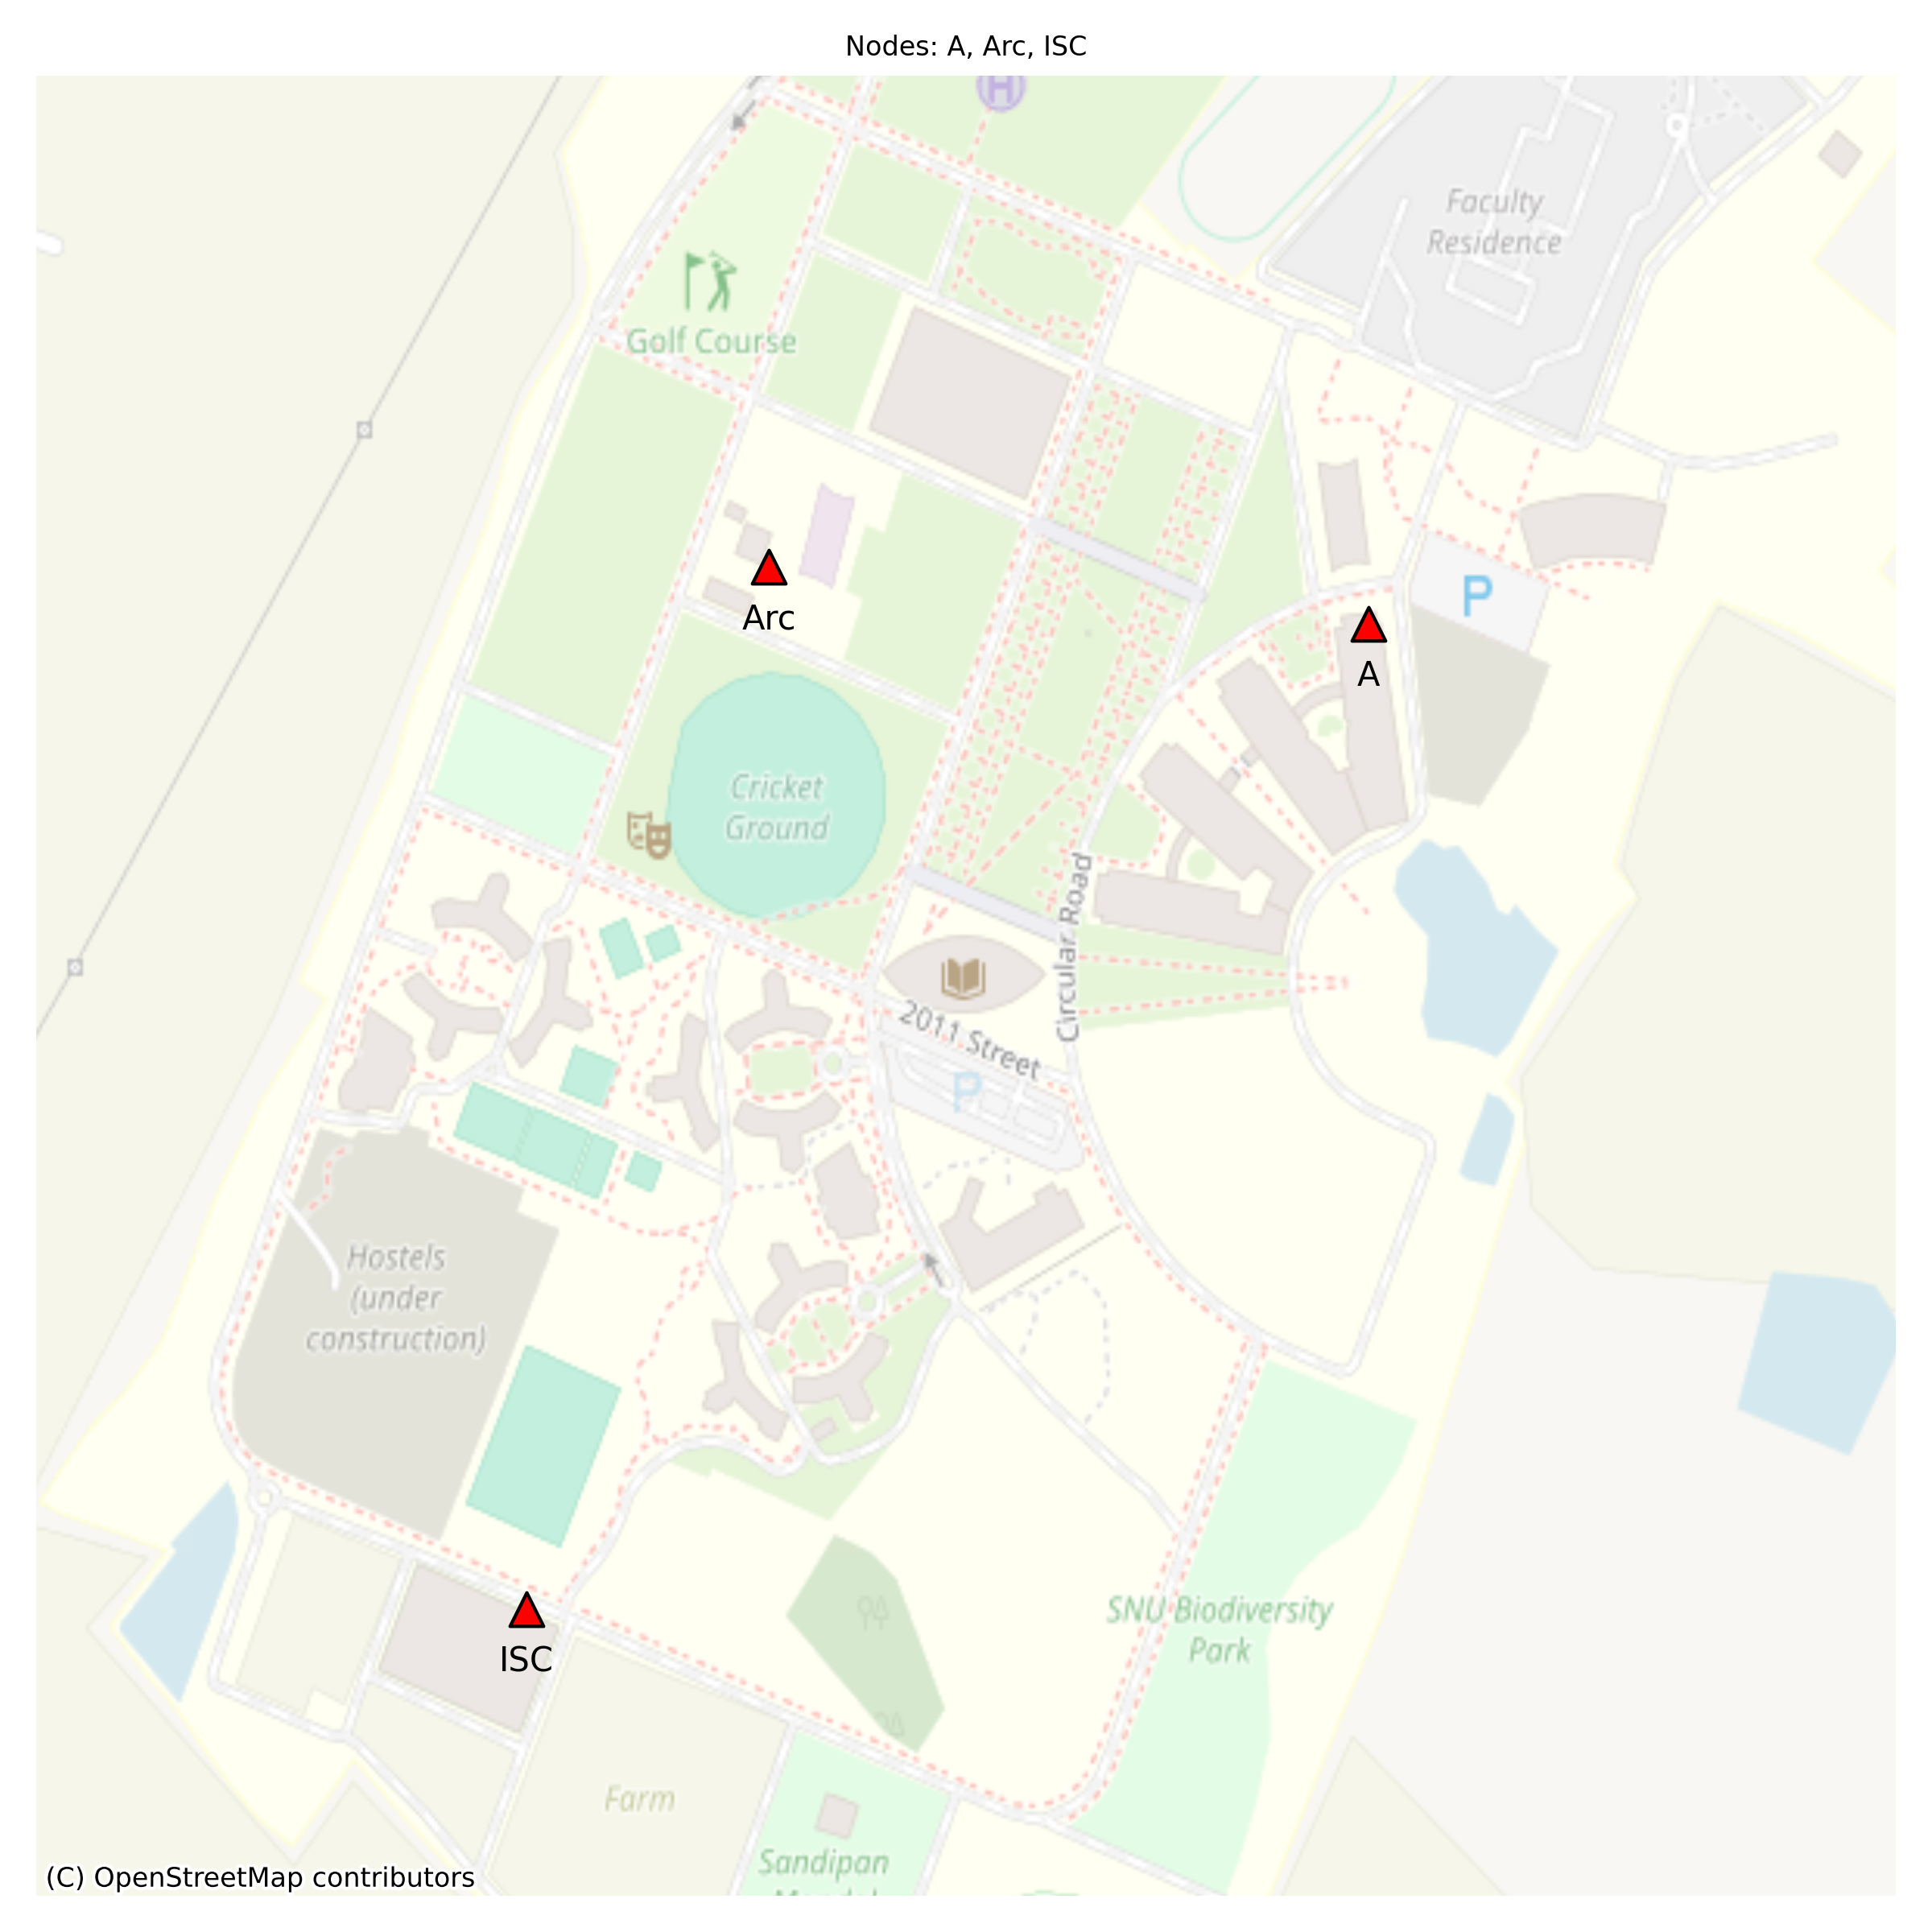 Nodes: A, Arc, ISC
H
Faculty
Residence
Golf Course
Arc
P
A
Cricket
Ground
Circular Road
2011 Street
P
Hostels
(under
construction)
SNU Biodiversity
Park
ISC
Farm
Sandipan
(C) OpenStreetMap contributors